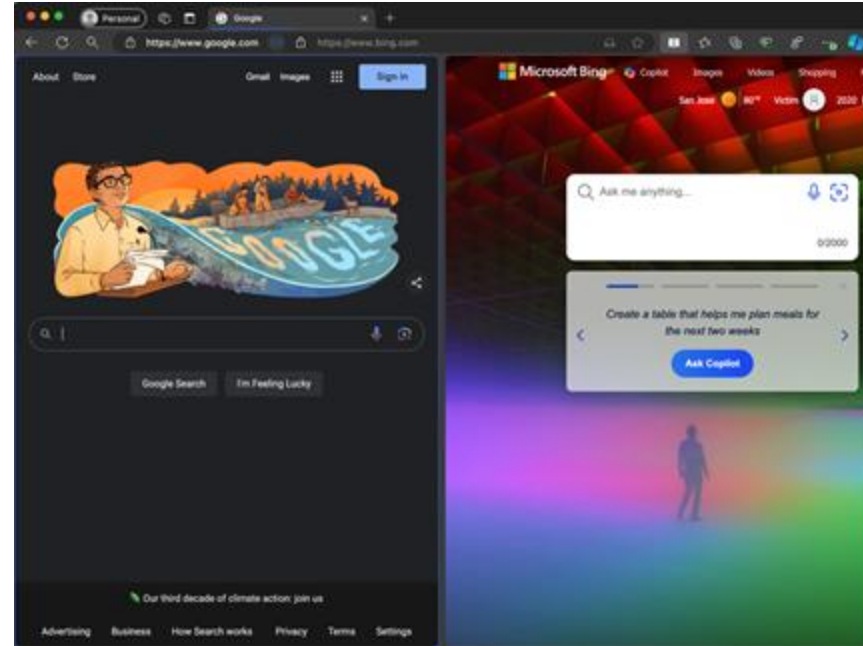 Personal
Google
https://www.google.com
https://www.bing.com
About Store
Gmail Images
Sign in
GOOGLE
Google Search
I'm Feeling Lucky
Our third decade of climate action: join us
Advertising Business How Search works Privacy Terms Settings
Microsoft Bing Copilot Images Videos Shopping
San Jose 80° Victim 2020
Ask me anything...
0/2000
Create a table that helps me plan meals for
the next two weeks
Ask Copilot